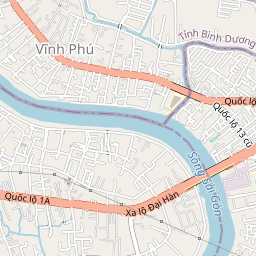 Tỉnh Bình Dương
Vĩnh Phú
Quốc lộ
Quốc lộ 13 cũ
Sông Sài Gòn
Quốc lộ 1A
Xa lộ Đại Hàn